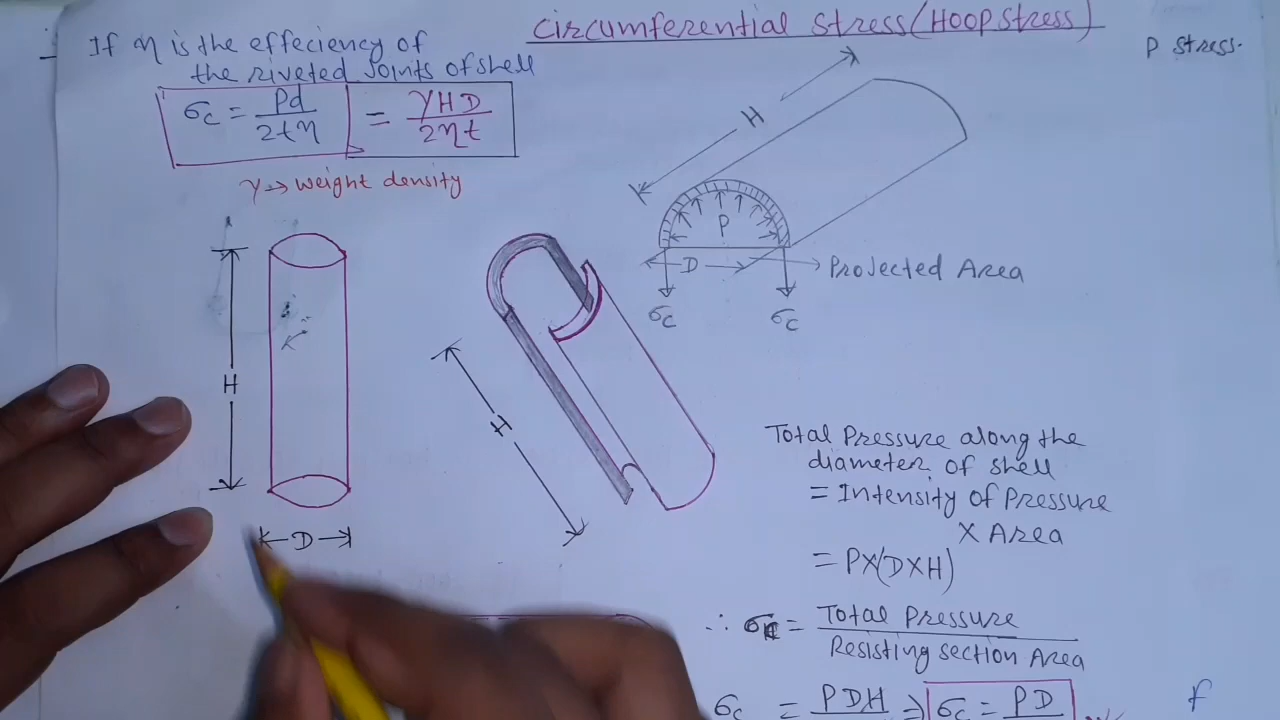 Circumferential Stress (Hoop stress)
P stress.
If η is the effeciency of
the riveted Joints of shell
σc = Pd / 2tη = γHD / 2ηt
γ → weight density
H
D
H
H
P
D
Projected Area
σc
σc
Total Pressure along the
diameter of shell
= Intensity of Pressure
X Area
= PX(DXH)
∴ σc = Total Pressure / Resisting section Area
σc = PDH ⇒ σc = PD
f